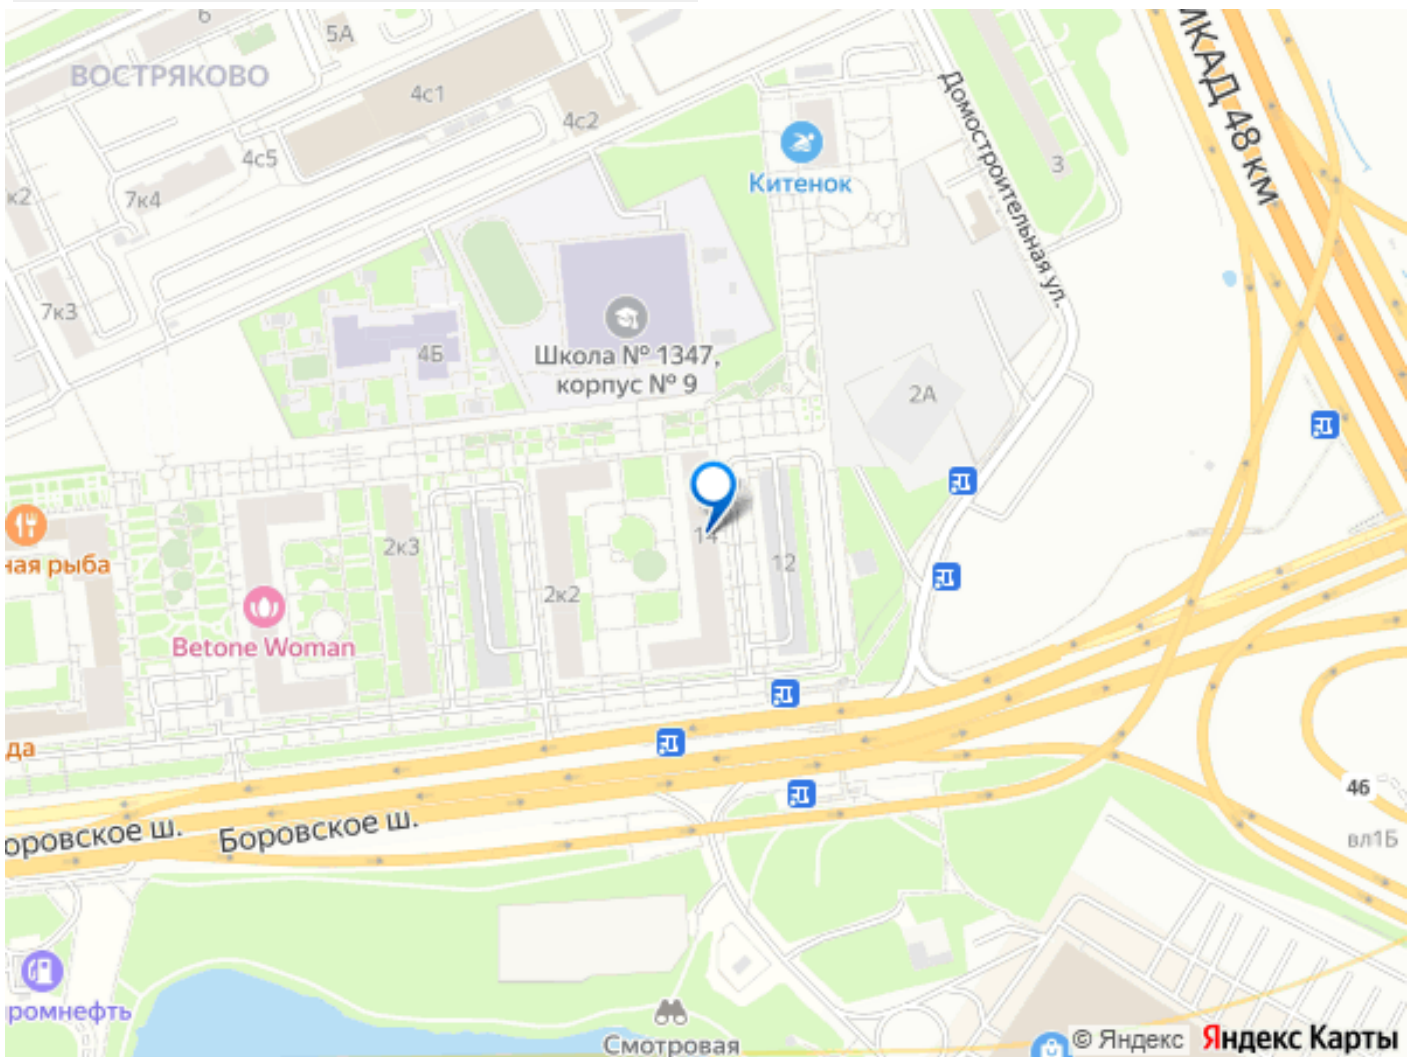 6
5А
ВОСТРЯКОВО
4с1
4с2
4с5
к2
7к4
7к3
Китенок
3
Домостроительная ул.
МКАД 48 км
4Б
Школа № 1347,
корпус № 9
2А
ная рыба
2к3
14
12
2к2
Betone Woman
да
Боровское ш.
оровское ш.
46
вл1Б
ромнефть
Смотровая
© Яндекс
Яндекс Карты